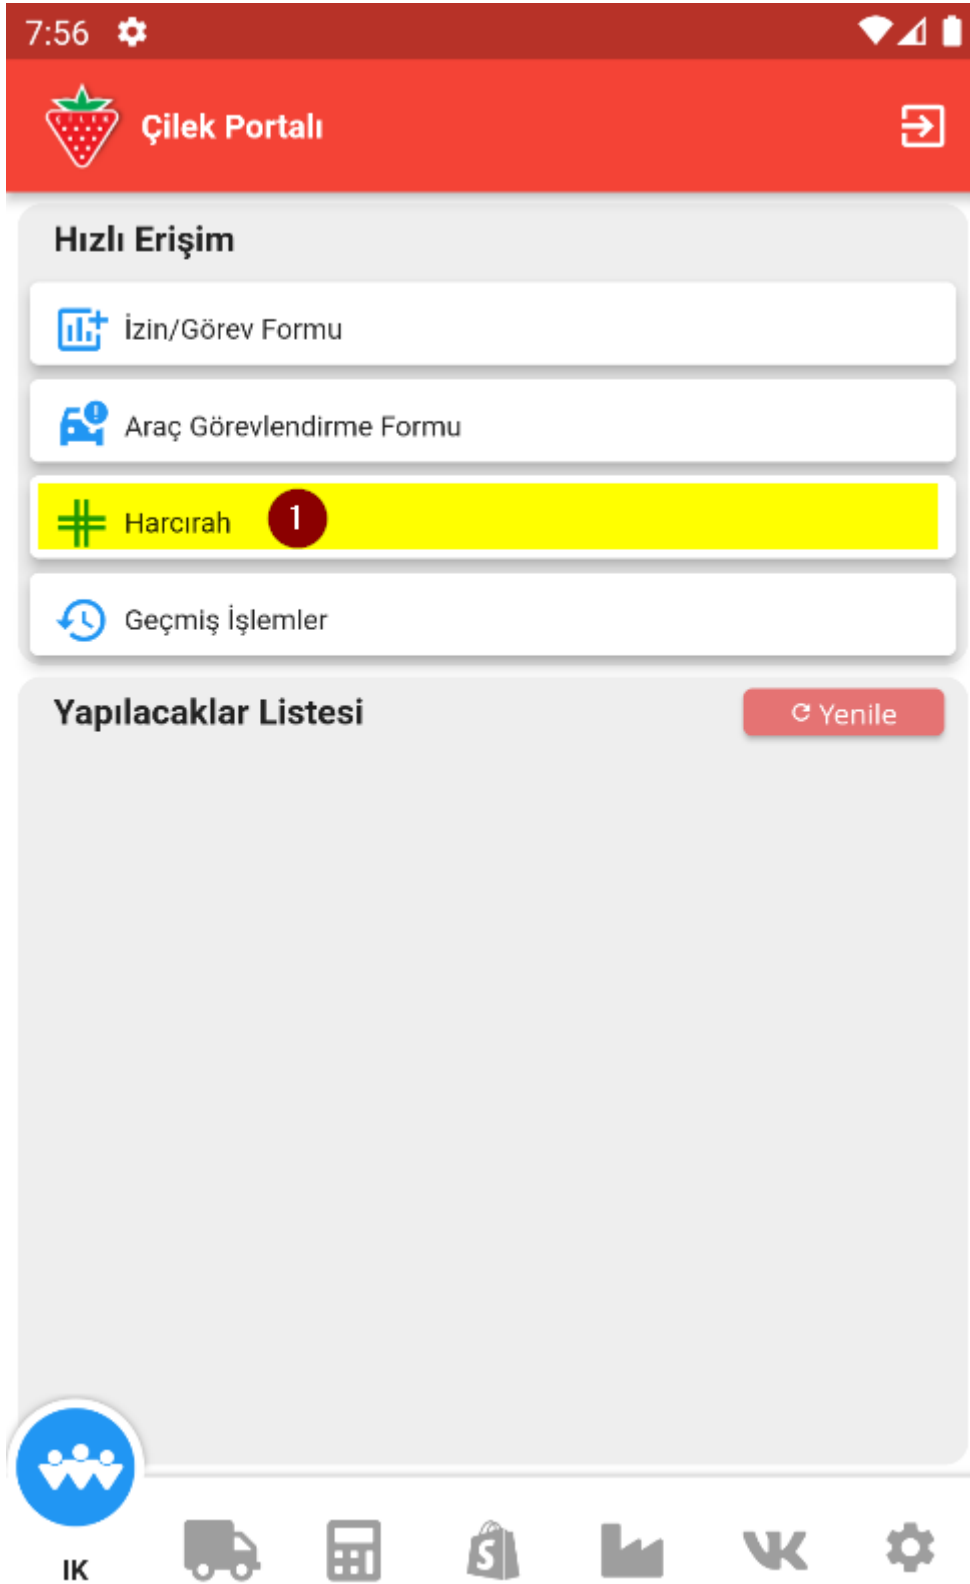 7:56
Çilek Portalı
Hızlı Erişim
İzin/Görev Formu
Araç Görevlendirme Formu
Harcırah 1
Geçmiş İşlemler
Yapılacaklar Listesi
Yenile
IK